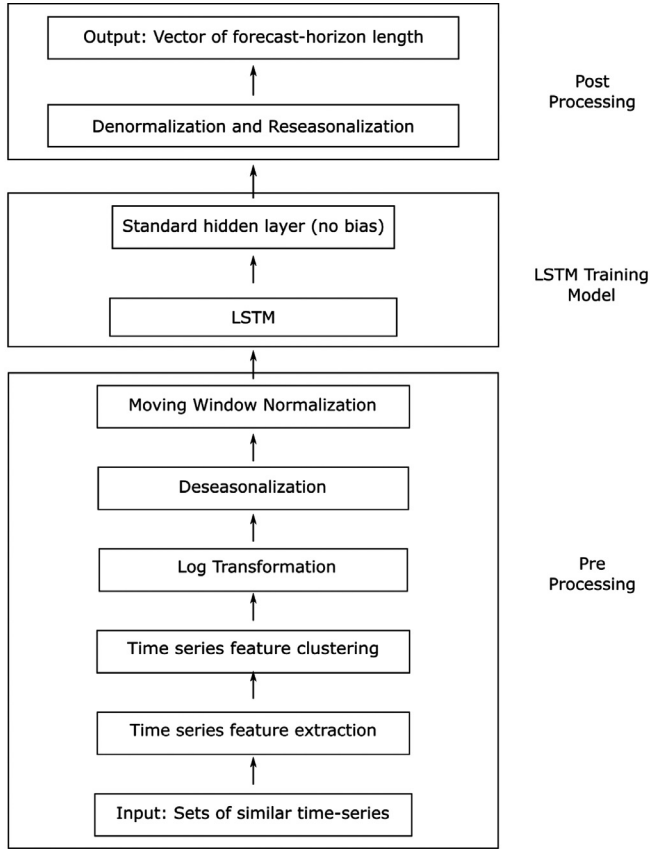 Output: Vector of forecast-horizon length
Denormalization and Reseasonalization
Post
Processing
Standard hidden layer (no bias)
LSTM
LSTM Training
Model
Moving Window Normalization
Deseasonalization
Log Transformation
Time series feature clustering
Time series feature extraction
Input: Sets of similar time-series
Pre
Processing